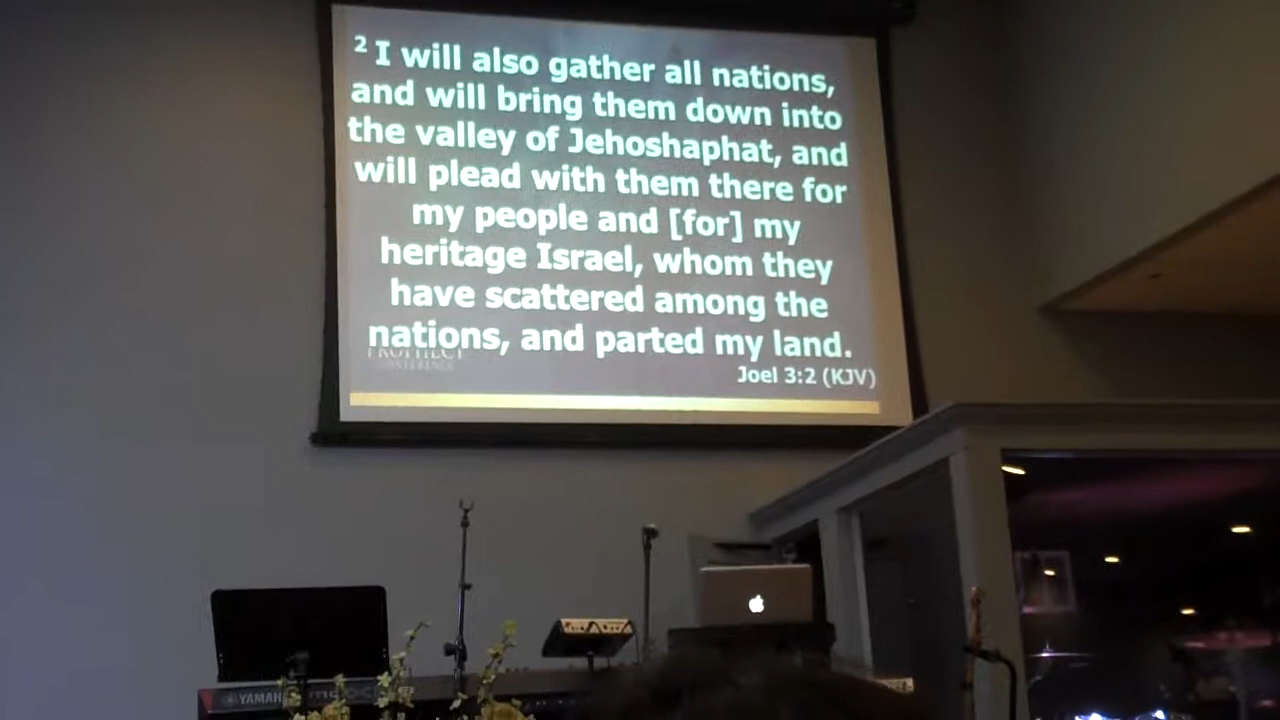 2 I will also gather all nations,
and will bring them down into
the valley of Jehoshaphat, and
will plead with them there for
my people and [for] my
heritage Israel, whom they
have scattered among the
nations, and parted my land.
PROPHECY
CONFERENCE
Joel 3:2 (KJV)
YAMAHA